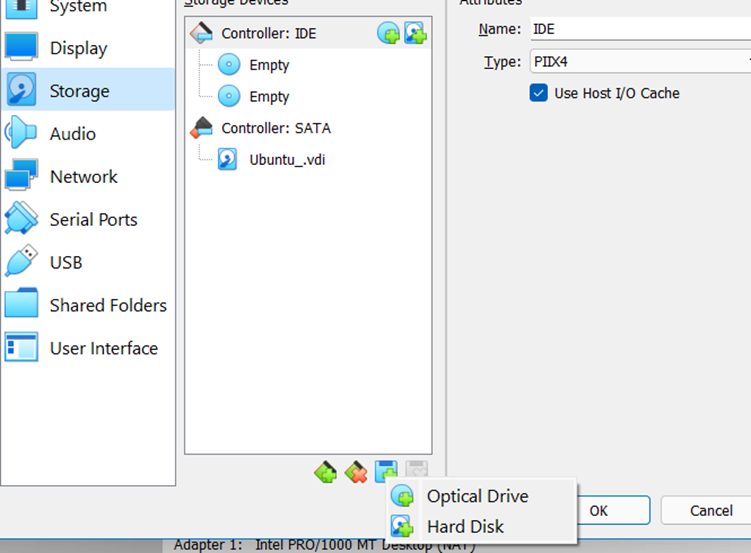 System
Display
Storage
Audio
Network
Serial Ports
USB
Shared Folders
User Interface
Storage Devices
Controller: IDE
Empty
Empty
Controller: SATA
Ubuntu_.vdi
Attributes
Name: IDE
Type: PIIX4
Use Host I/O Cache
Optical Drive
Hard Disk
OK
Cancel
Adapter 1: Intel PRO/1000 MT Desktop (NAT)